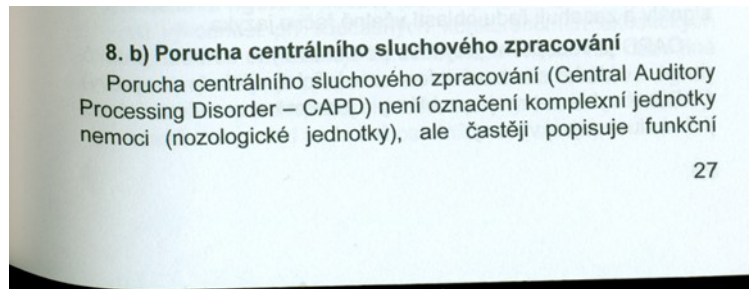 8. b) Porucha centrálního sluchového zpracování
Porucha centrálního sluchového zpracování (Central Auditory
Processing Disorder – CAPD) není označení komplexní jednotky
nemoci (nozologické jednotky), ale častěji popisuje funkční
27